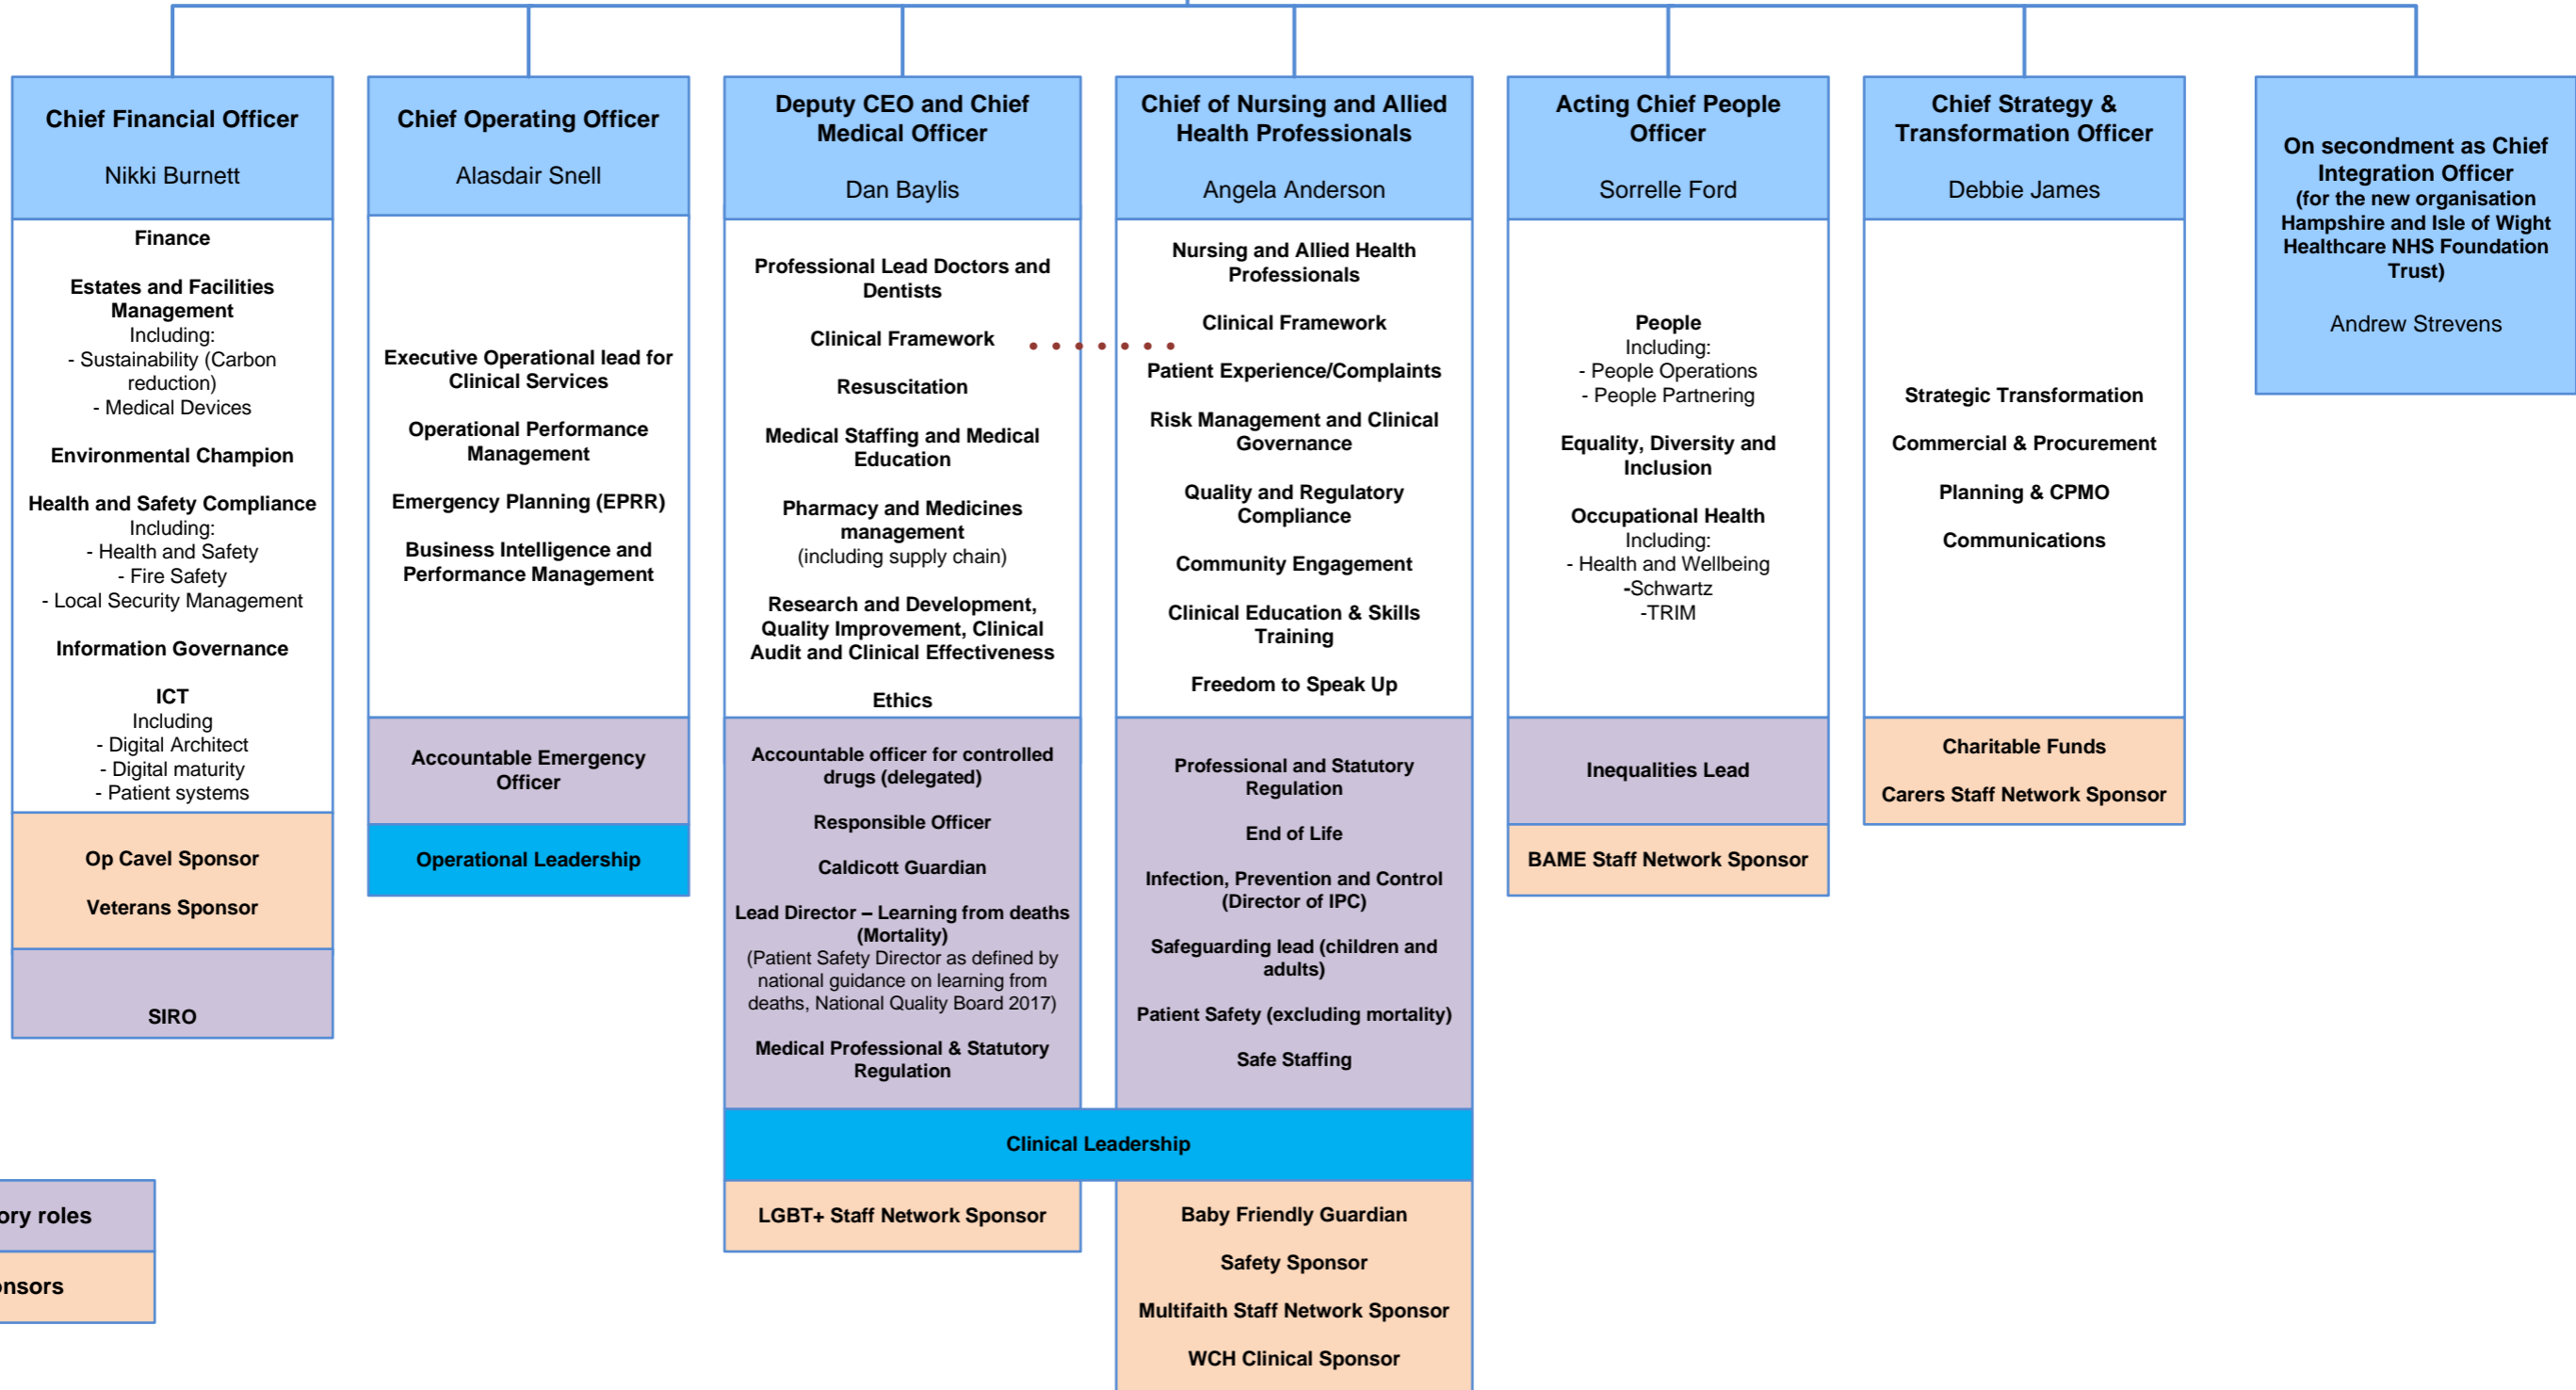 Chief Financial Officer
Nikki Burnett
Finance
Estates and Facilities
Management
Including:
- Sustainability (Carbon
reduction)
- Medical Devices
Environmental Champion
Health and Safety Compliance
Including:
- Health and Safety
- Fire Safety
- Local Security Management
Information Governance
ICT
Including
- Digital Architect
- Digital maturity
- Patient systems
Op Cavel Sponsor
Veterans Sponsor
SIRO
Chief Operating Officer
Alasdair Snell
Executive Operational lead for
Clinical Services
Operational Performance
Management
Emergency Planning (EPRR)
Business Intelligence and
Performance Management
Accountable Emergency
Officer
Operational Leadership
Deputy CEO and Chief
Medical Officer
Dan Baylis
Professional Lead Doctors and
Dentists
Clinical Framework
Resuscitation
Medical Staffing and Medical
Education
Pharmacy and Medicines
management
(including supply chain)
Research and Development,
Quality Improvement, Clinical
Audit and Clinical Effectiveness
Ethics
Accountable officer for controlled
drugs (delegated)
Responsible Officer
Caldicott Guardian
Lead Director – Learning from deaths
(Mortality)
(Patient Safety Director as defined by
national guidance on learning from
deaths, National Quality Board 2017)
Medical Professional & Statutory
Regulation
Chief of Nursing and Allied
Health Professionals
Angela Anderson
Nursing and Allied Health
Professionals
Clinical Framework
Patient Experience/Complaints
Risk Management and Clinical
Governance
Quality and Regulatory
Compliance
Community Engagement
Clinical Education & Skills
Training
Freedom to Speak Up
Professional and Statutory
Regulation
End of Life
Infection, Prevention and Control
(Director of IPC)
Safeguarding lead (children and
adults)
Patient Safety (excluding mortality)
Safe Staffing
Clinical Leadership
LGBT+ Staff Network Sponsor
Baby Friendly Guardian
Safety Sponsor
Multifaith Staff Network Sponsor
WCH Clinical Sponsor
Acting Chief People
Officer
Sorrelle Ford
People
Including:
- People Operations
- People Partnering
Equality, Diversity and
Inclusion
Occupational Health
Including:
- Health and Wellbeing
-Schwartz
-TRIM
Inequalities Lead
BAME Staff Network Sponsor
Chief Strategy &
Transformation Officer
Debbie James
Strategic Transformation
Commercial & Procurement
Planning & CPMO
Communications
Charitable Funds
Carers Staff Network Sponsor
On secondment as Chief
Integration Officer
(for the new organisation
Hampshire and Isle of Wight
Healthcare NHS Foundation
Trust)
Andrew Strevens
ory roles
nsors